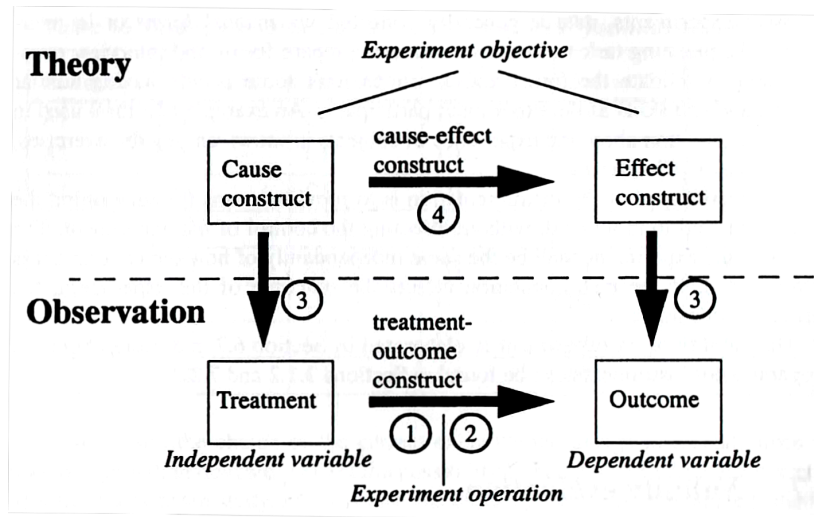 Experiment objective
Theory
Cause
construct
cause-effect
construct
Effect
construct
4
3
3
Observation
treatment-
outcome
construct
Treatment
Outcome
1
2
Independent variable
Dependent variable
Experiment operation